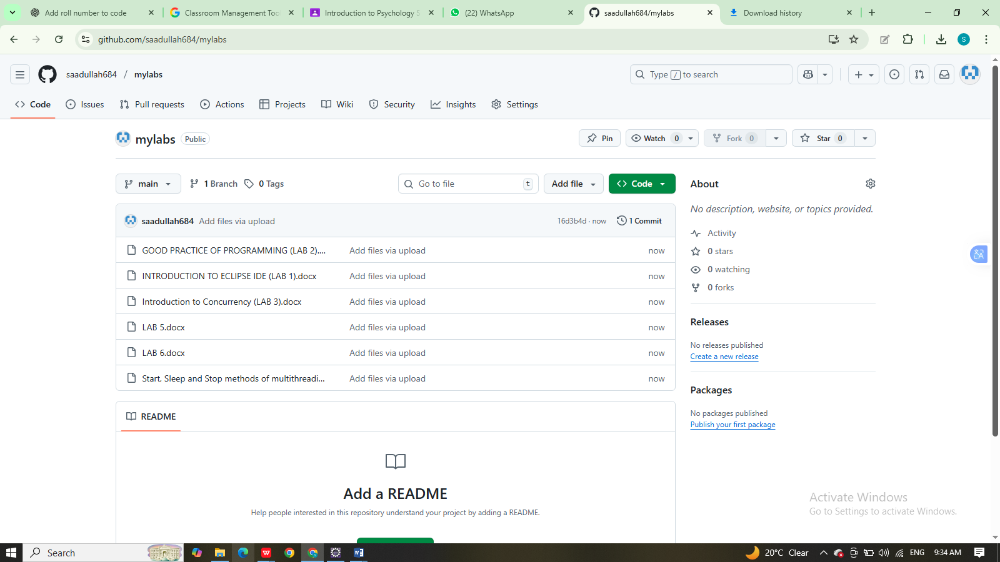 Add roll number to code
Classroom Management Tool
Introduction to Psychology S
(22) WhatsApp
saadullah684/mylabs
Download history
github.com/saadullah684/mylabs
S
saadullah684 / mylabs
Type / to search
Code
Issues
Pull requests
Actions
Projects
Wiki
Security
Insights
Settings
mylabs Public
Pin
Watch 0
Fork 0
Star 0
main
1 Branch
0 Tags
Go to file t
Add file
Code
saadullah684 Add files via upload 16d3b4d · now 1 Commit
GOOD PRACTICE OF PROGRAMMING (LAB 2).... Add files via upload now
INTRODUCTION TO ECLIPSE IDE (LAB 1).docx Add files via upload now
Introduction to Concurrency (LAB 3).docx Add files via upload now
LAB 5.docx Add files via upload now
LAB 6.docx Add files via upload now
Start, Sleep and Stop methods of multithreadi... Add files via upload now
README
Add a README
Help people interested in this repository understand your project by adding a README.
About
No description, website, or topics provided.
Activity
0 stars
0 watching
0 forks
Releases
No releases published
Create a new release
Packages
No packages published
Publish your first package
Activate Windows
Go to Settings to activate Windows.
Search
20°C Clear
ENG
9:34 AM